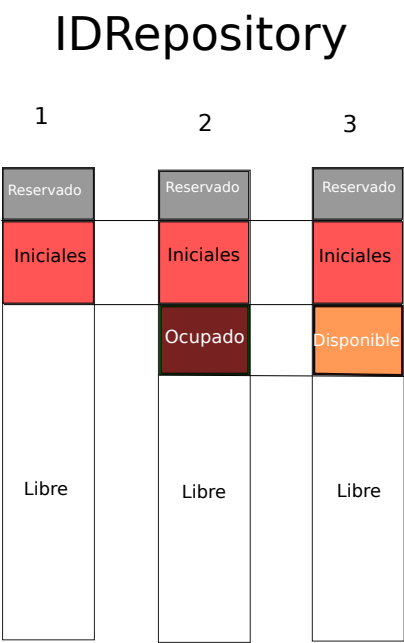 IDRepository
1
2
3
Reservado
Reservado
Reservado
Iniciales
Iniciales
Iniciales
Ocupado
Disponible
Libre
Libre
Libre